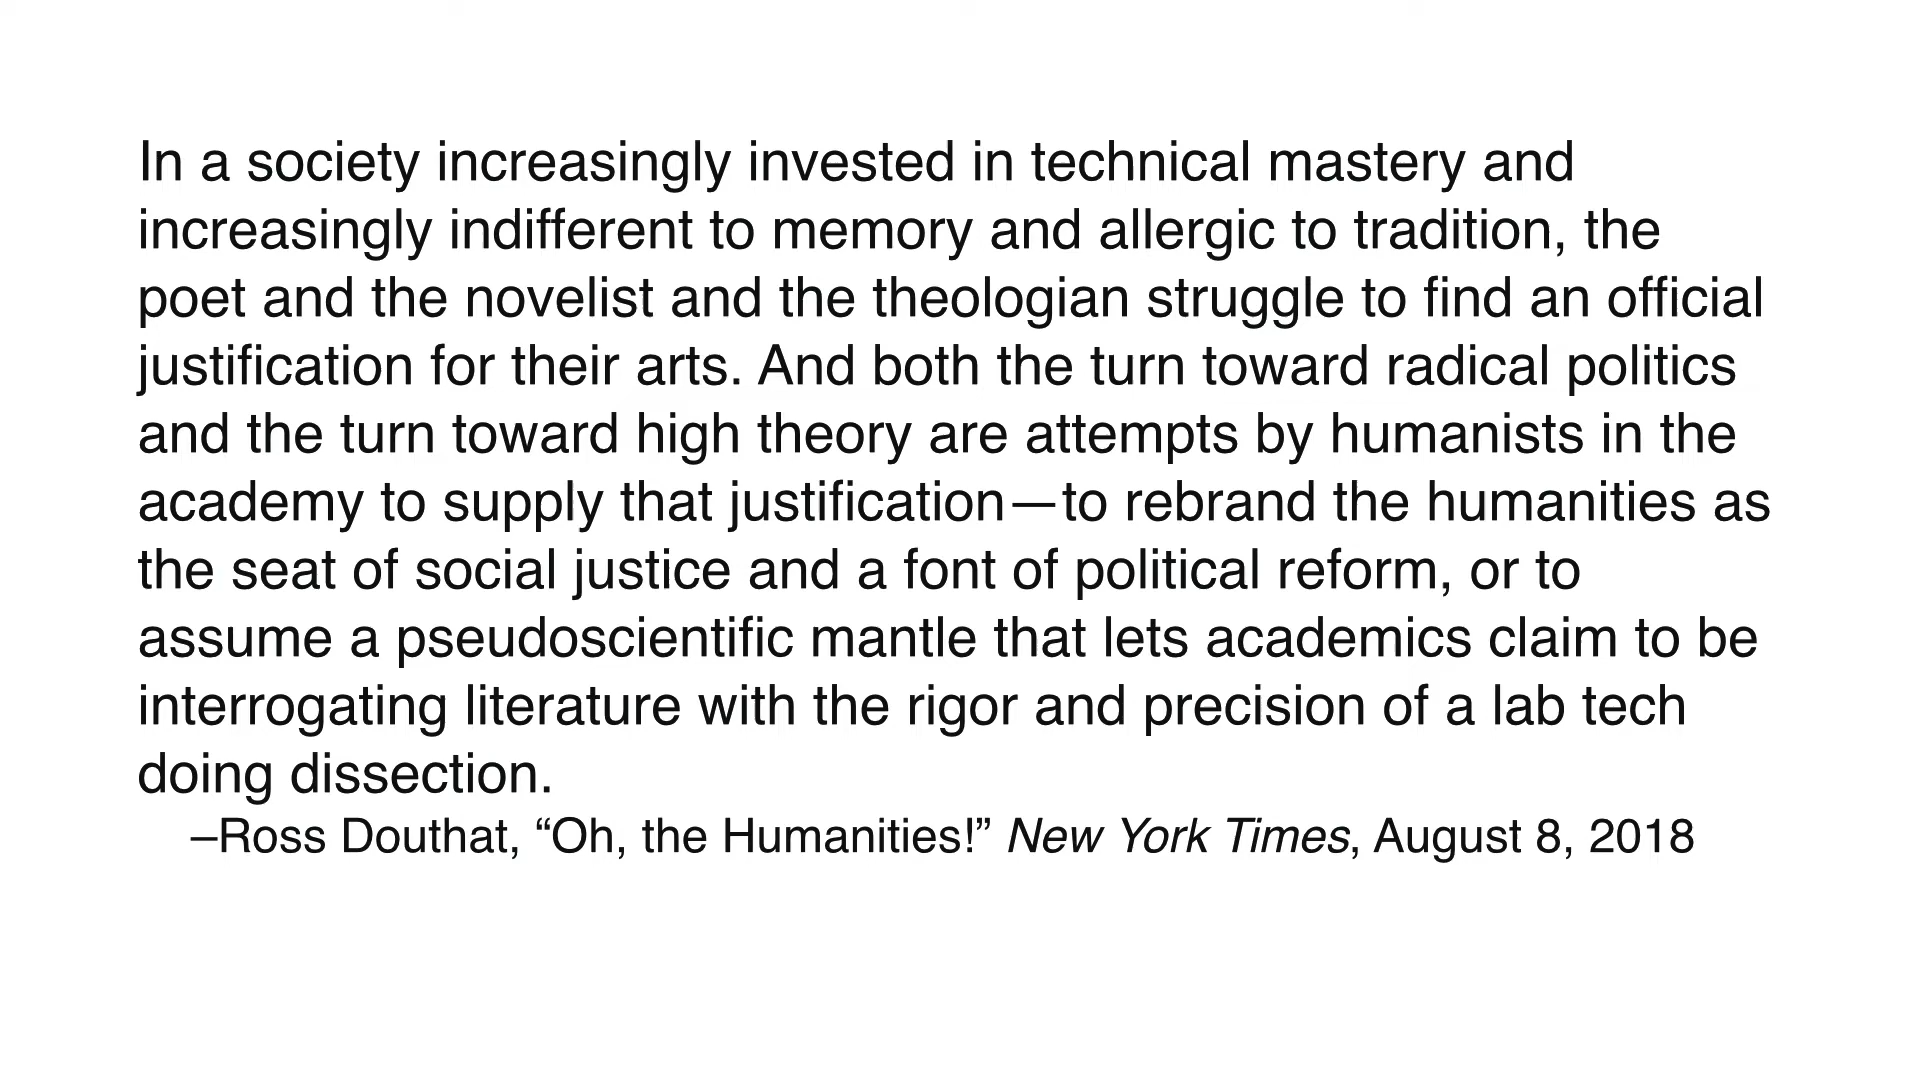 In a society increasingly invested in technical mastery and
increasingly indifferent to memory and allergic to tradition, the
poet and the novelist and the theologian struggle to find an official
justification for their arts. And both the turn toward radical politics
and the turn toward high theory are attempts by humanists in the
academy to supply that justification—to rebrand the humanities as
the seat of social justice and a font of political reform, or to
assume a pseudoscientific mantle that lets academics claim to be
interrogating literature with the rigor and precision of a lab tech
doing dissection.
–Ross Douthat, “Oh, the Humanities!” New York Times, August 8, 2018